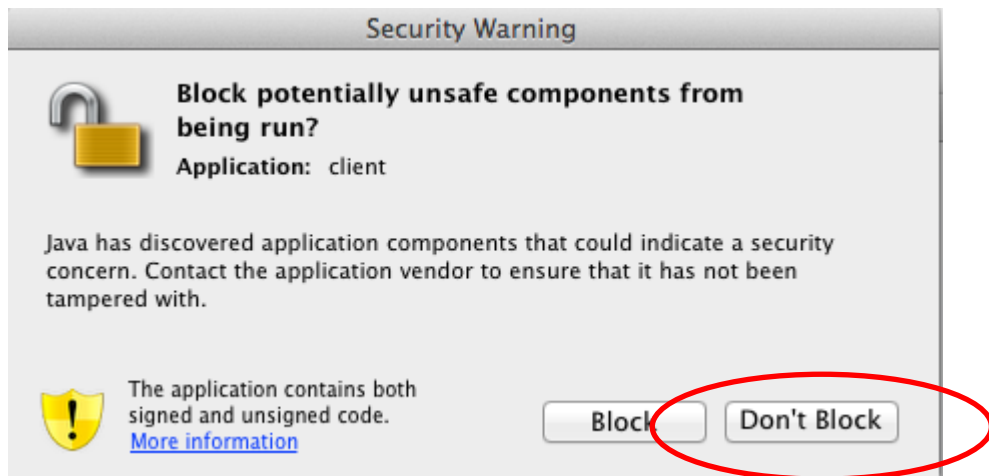 Security Warning
Block potentially unsafe components from
being run?
Application: client
Java has discovered application components that could indicate a security
concern. Contact the application vendor to ensure that it has not been
tampered with.
The application contains both
signed and unsigned code.
More information
Block
Don't Block